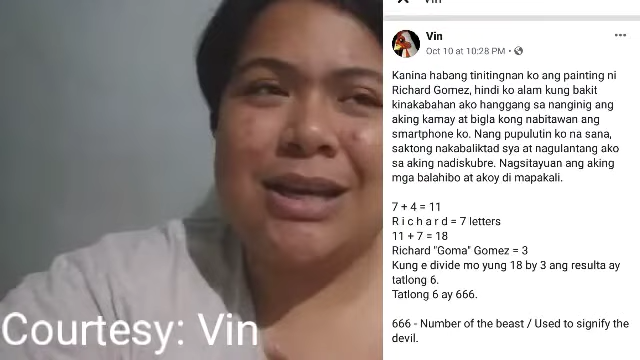 Vin
Vin
Oct 10 at 10:28 PM •
Kanina habang tinitingnan ko ang painting ni
Richard Gomez, hindi ko alam kung bakit
kinakabahan ako hanggang sa nanginig ang
aking kamay at bigla kong nabitawan ang
smartphone ko. Nang pupulutin ko na sana,
saktong nakabaliktad sya at nagulantang ako
sa aking nadiskubre. Nagsitayuan ang aking
mga balahibo at akoy di mapakali.
7 + 4 = 11
R i c h a r d = 7 letters
11 + 7 = 18
Richard "Goma" Gomez = 3
Kung e divide mo yung 18 by 3 ang resulta ay
tatlong 6.
Tatlong 6 ay 666.
666 - Number of the beast / Used to signify the
devil.
Courtesy: Vin